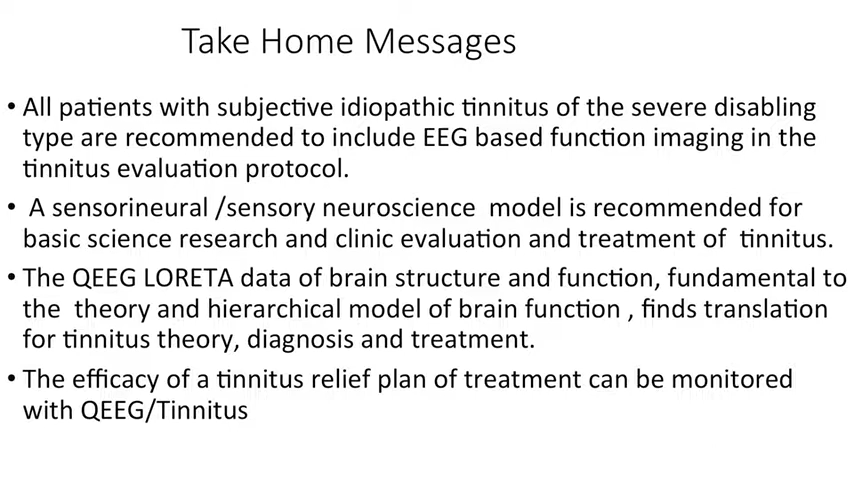 Take Home Messages
• All patients with subjective idiopathic tinnitus of the severe disabling
type are recommended to include EEG based function imaging in the
tinnitus evaluation protocol.
• A sensorineural /sensory neuroscience model is recommended for
basic science research and clinic evaluation and treatment of tinnitus.
• The QEEG LORETA data of brain structure and function, fundamental to
the theory and hierarchical model of brain function , finds translation
for tinnitus theory, diagnosis and treatment.
• The efficacy of a tinnitus relief plan of treatment can be monitored
with QEEG/Tinnitus